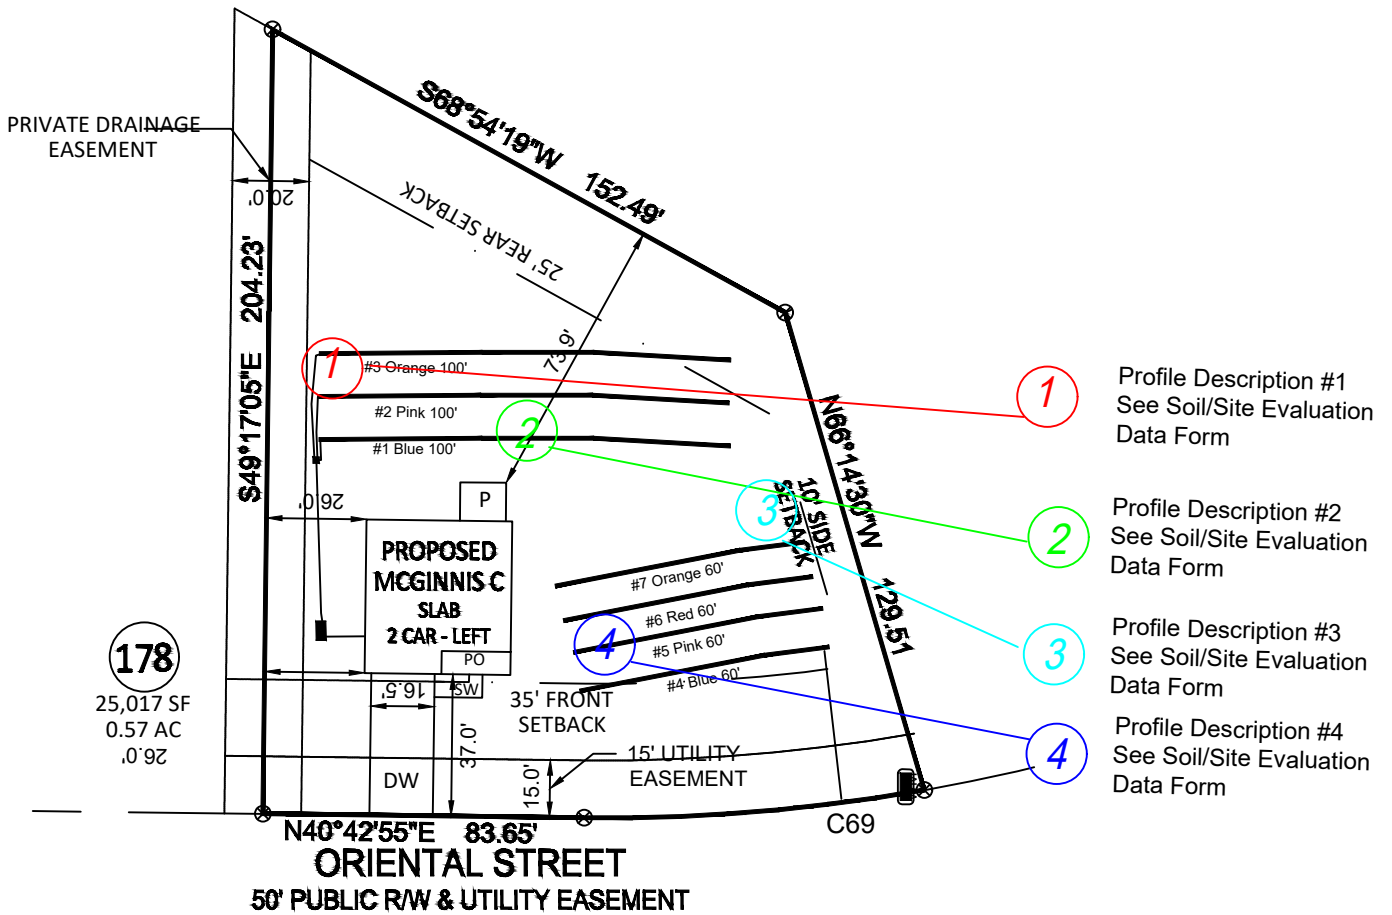 S68°54'19"W 152.49'
PRIVATE DRAINAGE
EASEMENT
20.0'
25' REAR SETBACK
S49°17'05"E 204.23'
73.9'
1
#3 Orange 100'
#2 Pink 100'
2
#1 Blue 100'
N66°14'30"W 129.51
10' SIDE
SETBACK
3
26.0'
P
PROPOSED
MCGINNIS C
SLAB
2 CAR - LEFT
PO
SW
#7 Orange 60'
#6 Red 60'
4
#5 Pink 60'
#4 Blue 60'
178
25,017 SF
0.57 AC
26.0'
16.5'
35' FRONT
SETBACK
37.0'
DW
15.0'
15' UTILITY
EASEMENT
C69
N40°42'55"E 83.65'
ORIENTAL STREET
50' PUBLIC R/W & UTILITY EASEMENT
1
Profile Description #1
See Soil/Site Evaluation
Data Form
2
Profile Description #2
See Soil/Site Evaluation
Data Form
3
Profile Description #3
See Soil/Site Evaluation
Data Form
4
Profile Description #4
See Soil/Site Evaluation
Data Form